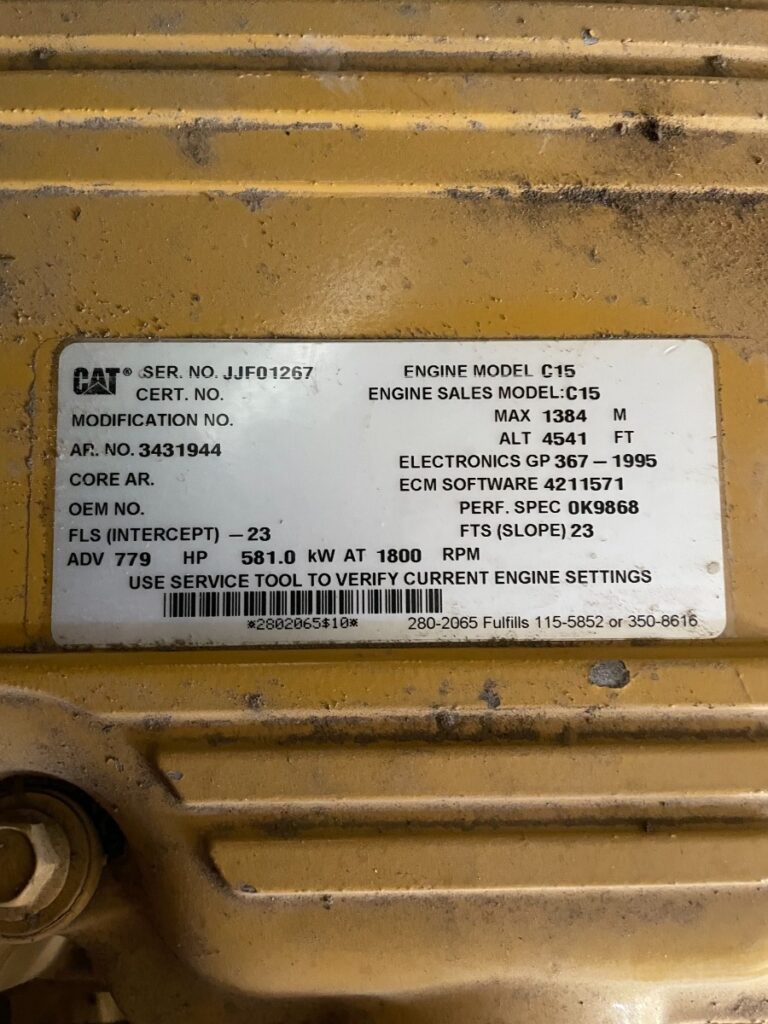 CAT® SER. NO. JJF01267 ENGINE MODEL C15
CERT. NO. ENGINE SALES MODEL:C15
MODIFICATION NO. MAX 1384 M
ALT 4541 FT
AR. NO. 3431944
ELECTRONICS GP 367-1995
CORE AR. ECM SOFTWARE 4211571
OEM NO. PERF. SPEC 0K9868
FLS (INTERCEPT) -23 FTS (SLOPE) 23
ADV 779 HP 581.0 kW AT 1800 RPM
USE SERVICE TOOL TO VERIFY CURRENT ENGINE SETTINGS
*2802065$10* 280-2065 Fulfills 115-5852 or 350-8616